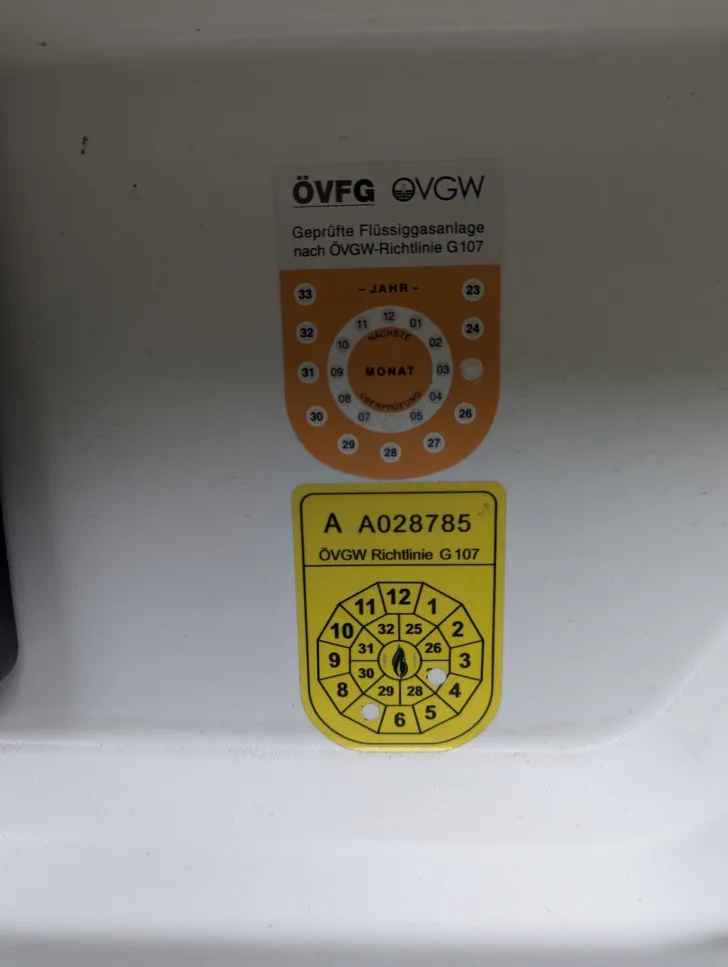 ÖVFG ÖVGW
Geprüfte Flüssiggasanlage
nach ÖVGW-Richtlinie G 107
33 - JAHR - 23
32 11 12 01 24
10 NÄCHSTE 02
31 09 MONAT 03
08 ÜBERPRÜFUNG 04
30 07 05 26
29 28 27
A A028785
ÖVGW Richtlinie G 107
11 12 1
10 32 25 2
9 31 26 3
8 30 29 28 4
6 5